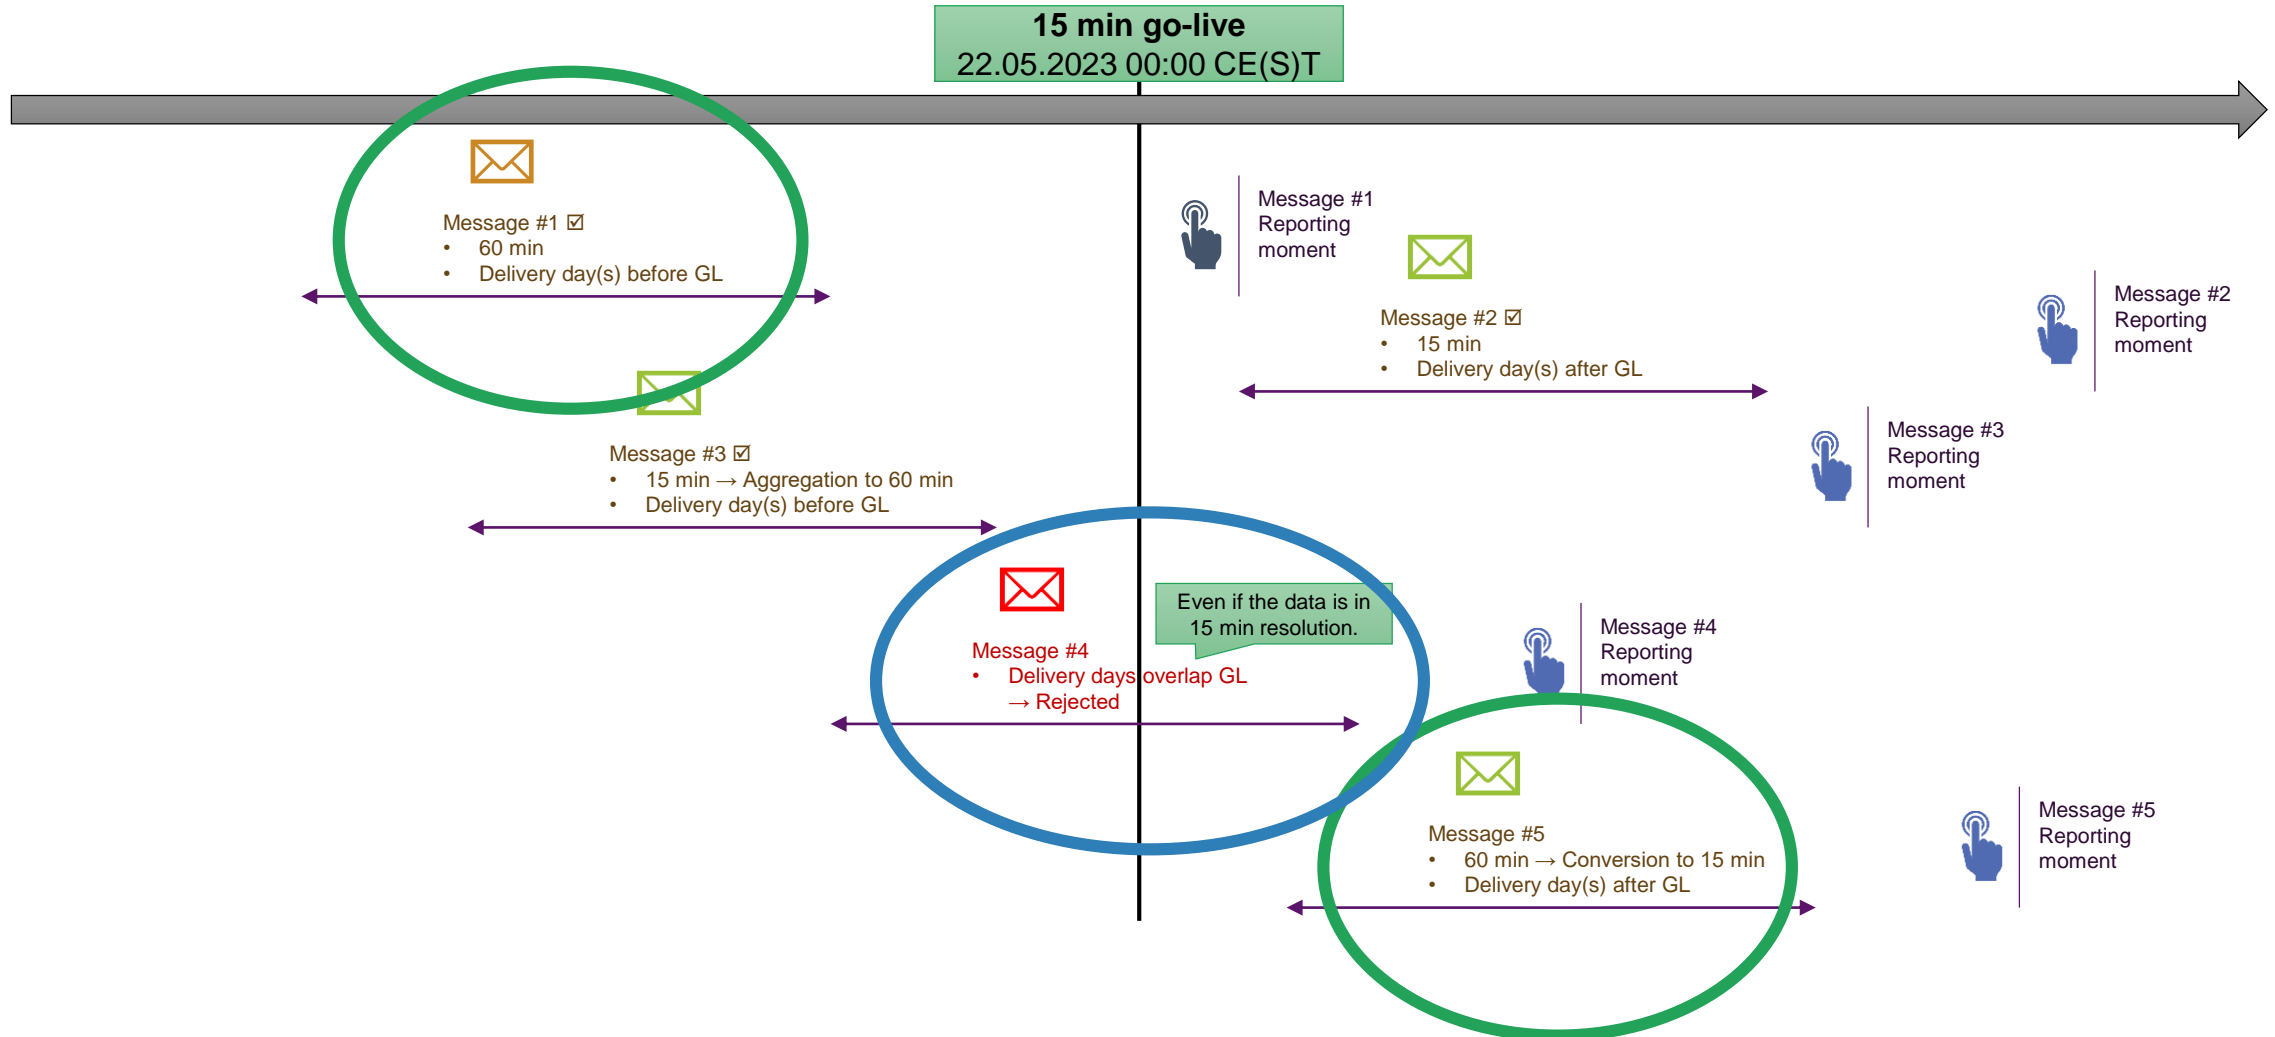 15 min go-live
22.05.2023 00:00 CE(S)T
Message #1 ☑
• 60 min
• Delivery day(s) before GL
Message #1
Reporting
moment
Message #2 ☑
• 15 min
• Delivery day(s) after GL
Message #2
Reporting
moment
Message #3 ☑
• 15 min → Aggregation to 60 min
• Delivery day(s) before GL
Message #3
Reporting
moment
Even if the data is in
15 min resolution.
Message #4
• Delivery days overlap GL
→ Rejected
Message #4
Reporting
moment
Message #5
• 60 min → Conversion to 15 min
• Delivery day(s) after GL
Message #5
Reporting
moment